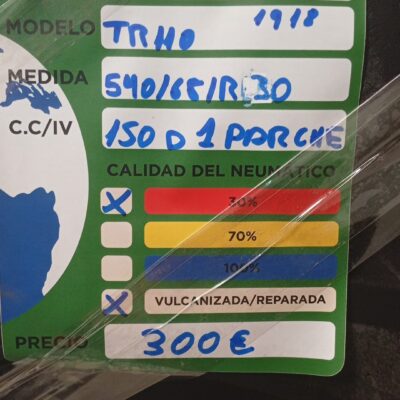 1918
MODELO TRHO
MEDIDA 540/65/R30
C.C/IV 150 D 1 PARCHE
CALIDAD DEL NEUMÁTICO
X 30%
70%
100%
X VULCANIZADA/REPARADA
PRECIO 300€